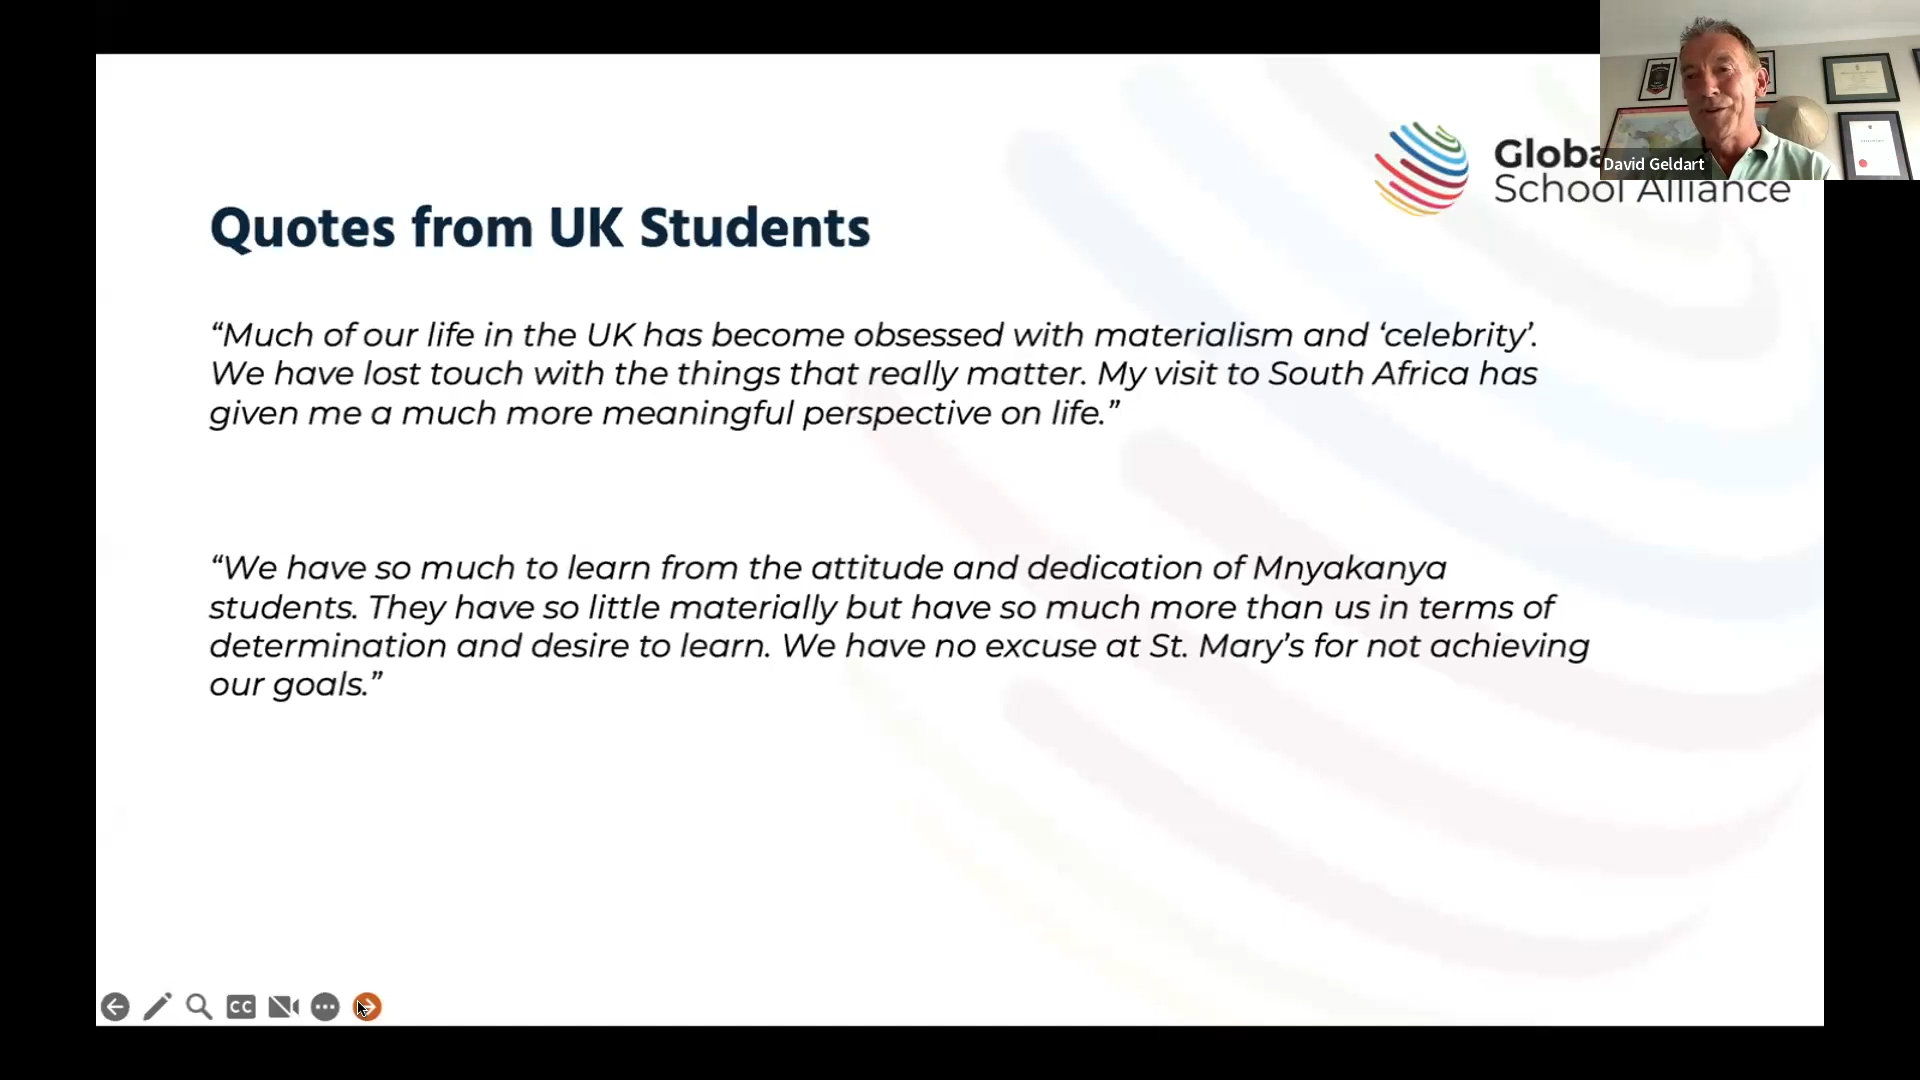 Quotes from UK Students
Globa
School Alliance
David Geldart
“Much of our life in the UK has become obsessed with materialism and ‘celebrity’.
We have lost touch with the things that really matter. My visit to South Africa has
given me a much more meaningful perspective on life.”
“We have so much to learn from the attitude and dedication of Mnyakanya
students. They have so little materially but have so much more than us in terms of
determination and desire to learn. We have no excuse at St. Mary’s for not achieving
our goals.”
CC